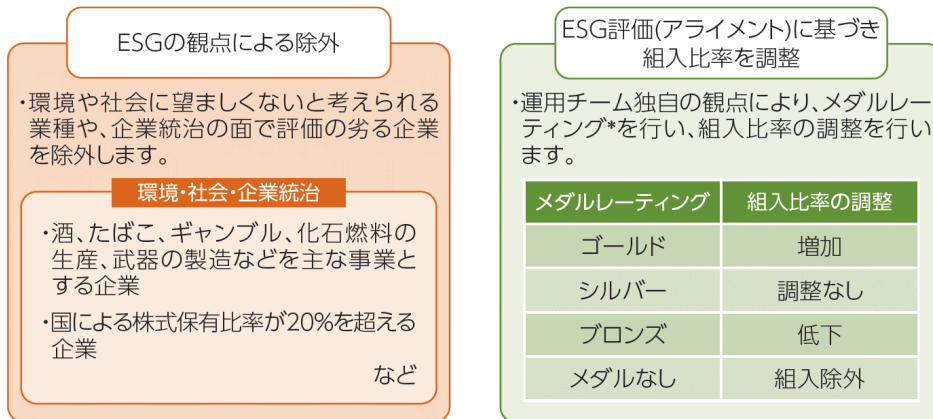 ESGの観点による除外
・環境や社会に望ましくないと考えられる
業種や、企業統治の面で評価の劣る企業
を除外します。
環境・社会・企業統治
・酒、たばこ、ギャンブル、化石燃料の
生産、武器の製造などを主な事業と
する企業
・国による株式保有比率が20%を超える
企業
など
ESG評価(アライメント)に基づき
組入比率を調整
・運用チーム独自の観点により、メダルレー
ティング*を行い、組入比率の調整を行い
ます。
メダルレーティング 組入比率の調整
ゴールド 増加
シルバー 調整なし
ブロンズ 低下
メダルなし 組入除外